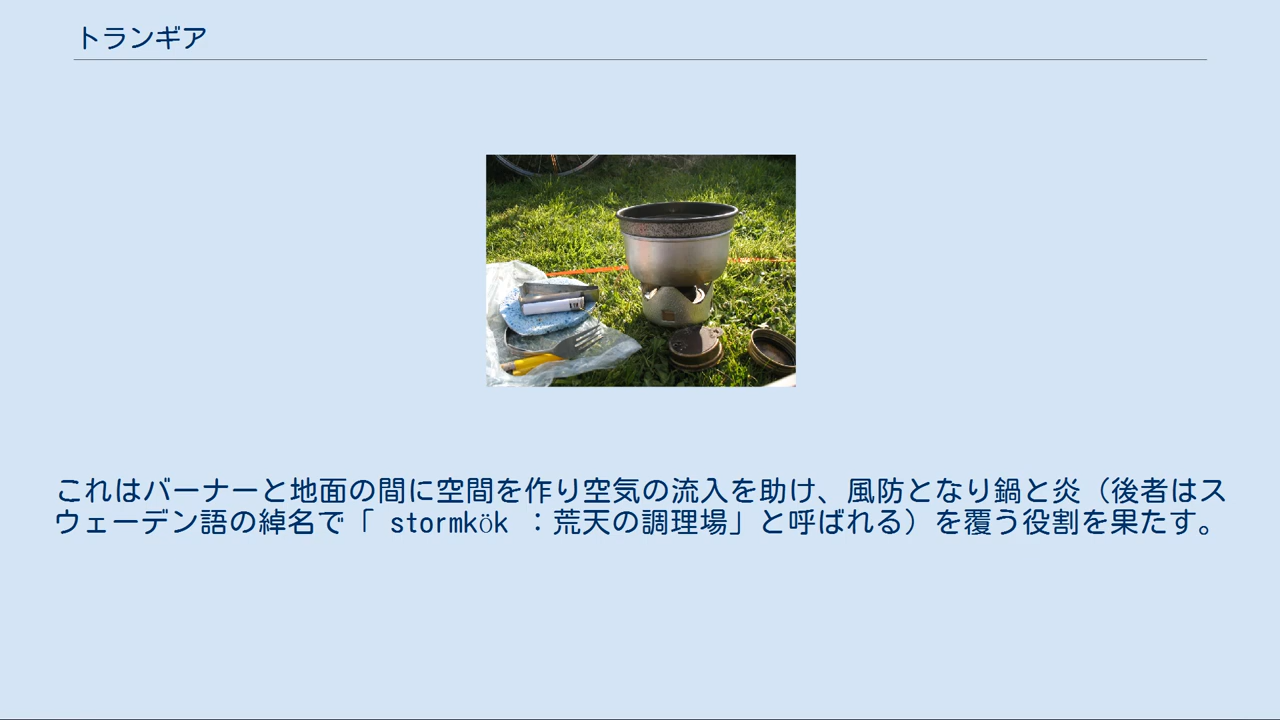 トランギア
これはバーナーと地面の間に空間を作り空気の流入を助け、風防となり鍋と炎（後者はス
ウェーデン語の綽名で「 stormkök ：荒天の調理場」と呼ばれる）を覆う役割を果たす。